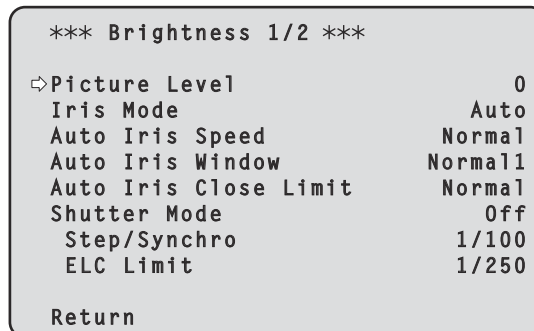 *** Brightness 1/2 ***
⇨Picture Level 0
Iris Mode Auto
Auto Iris Speed Normal
Auto Iris Window Normal1
Auto Iris Close Limit Normal
Shutter Mode Off
Step/Synchro 1/100
ELC Limit 1/250
Return